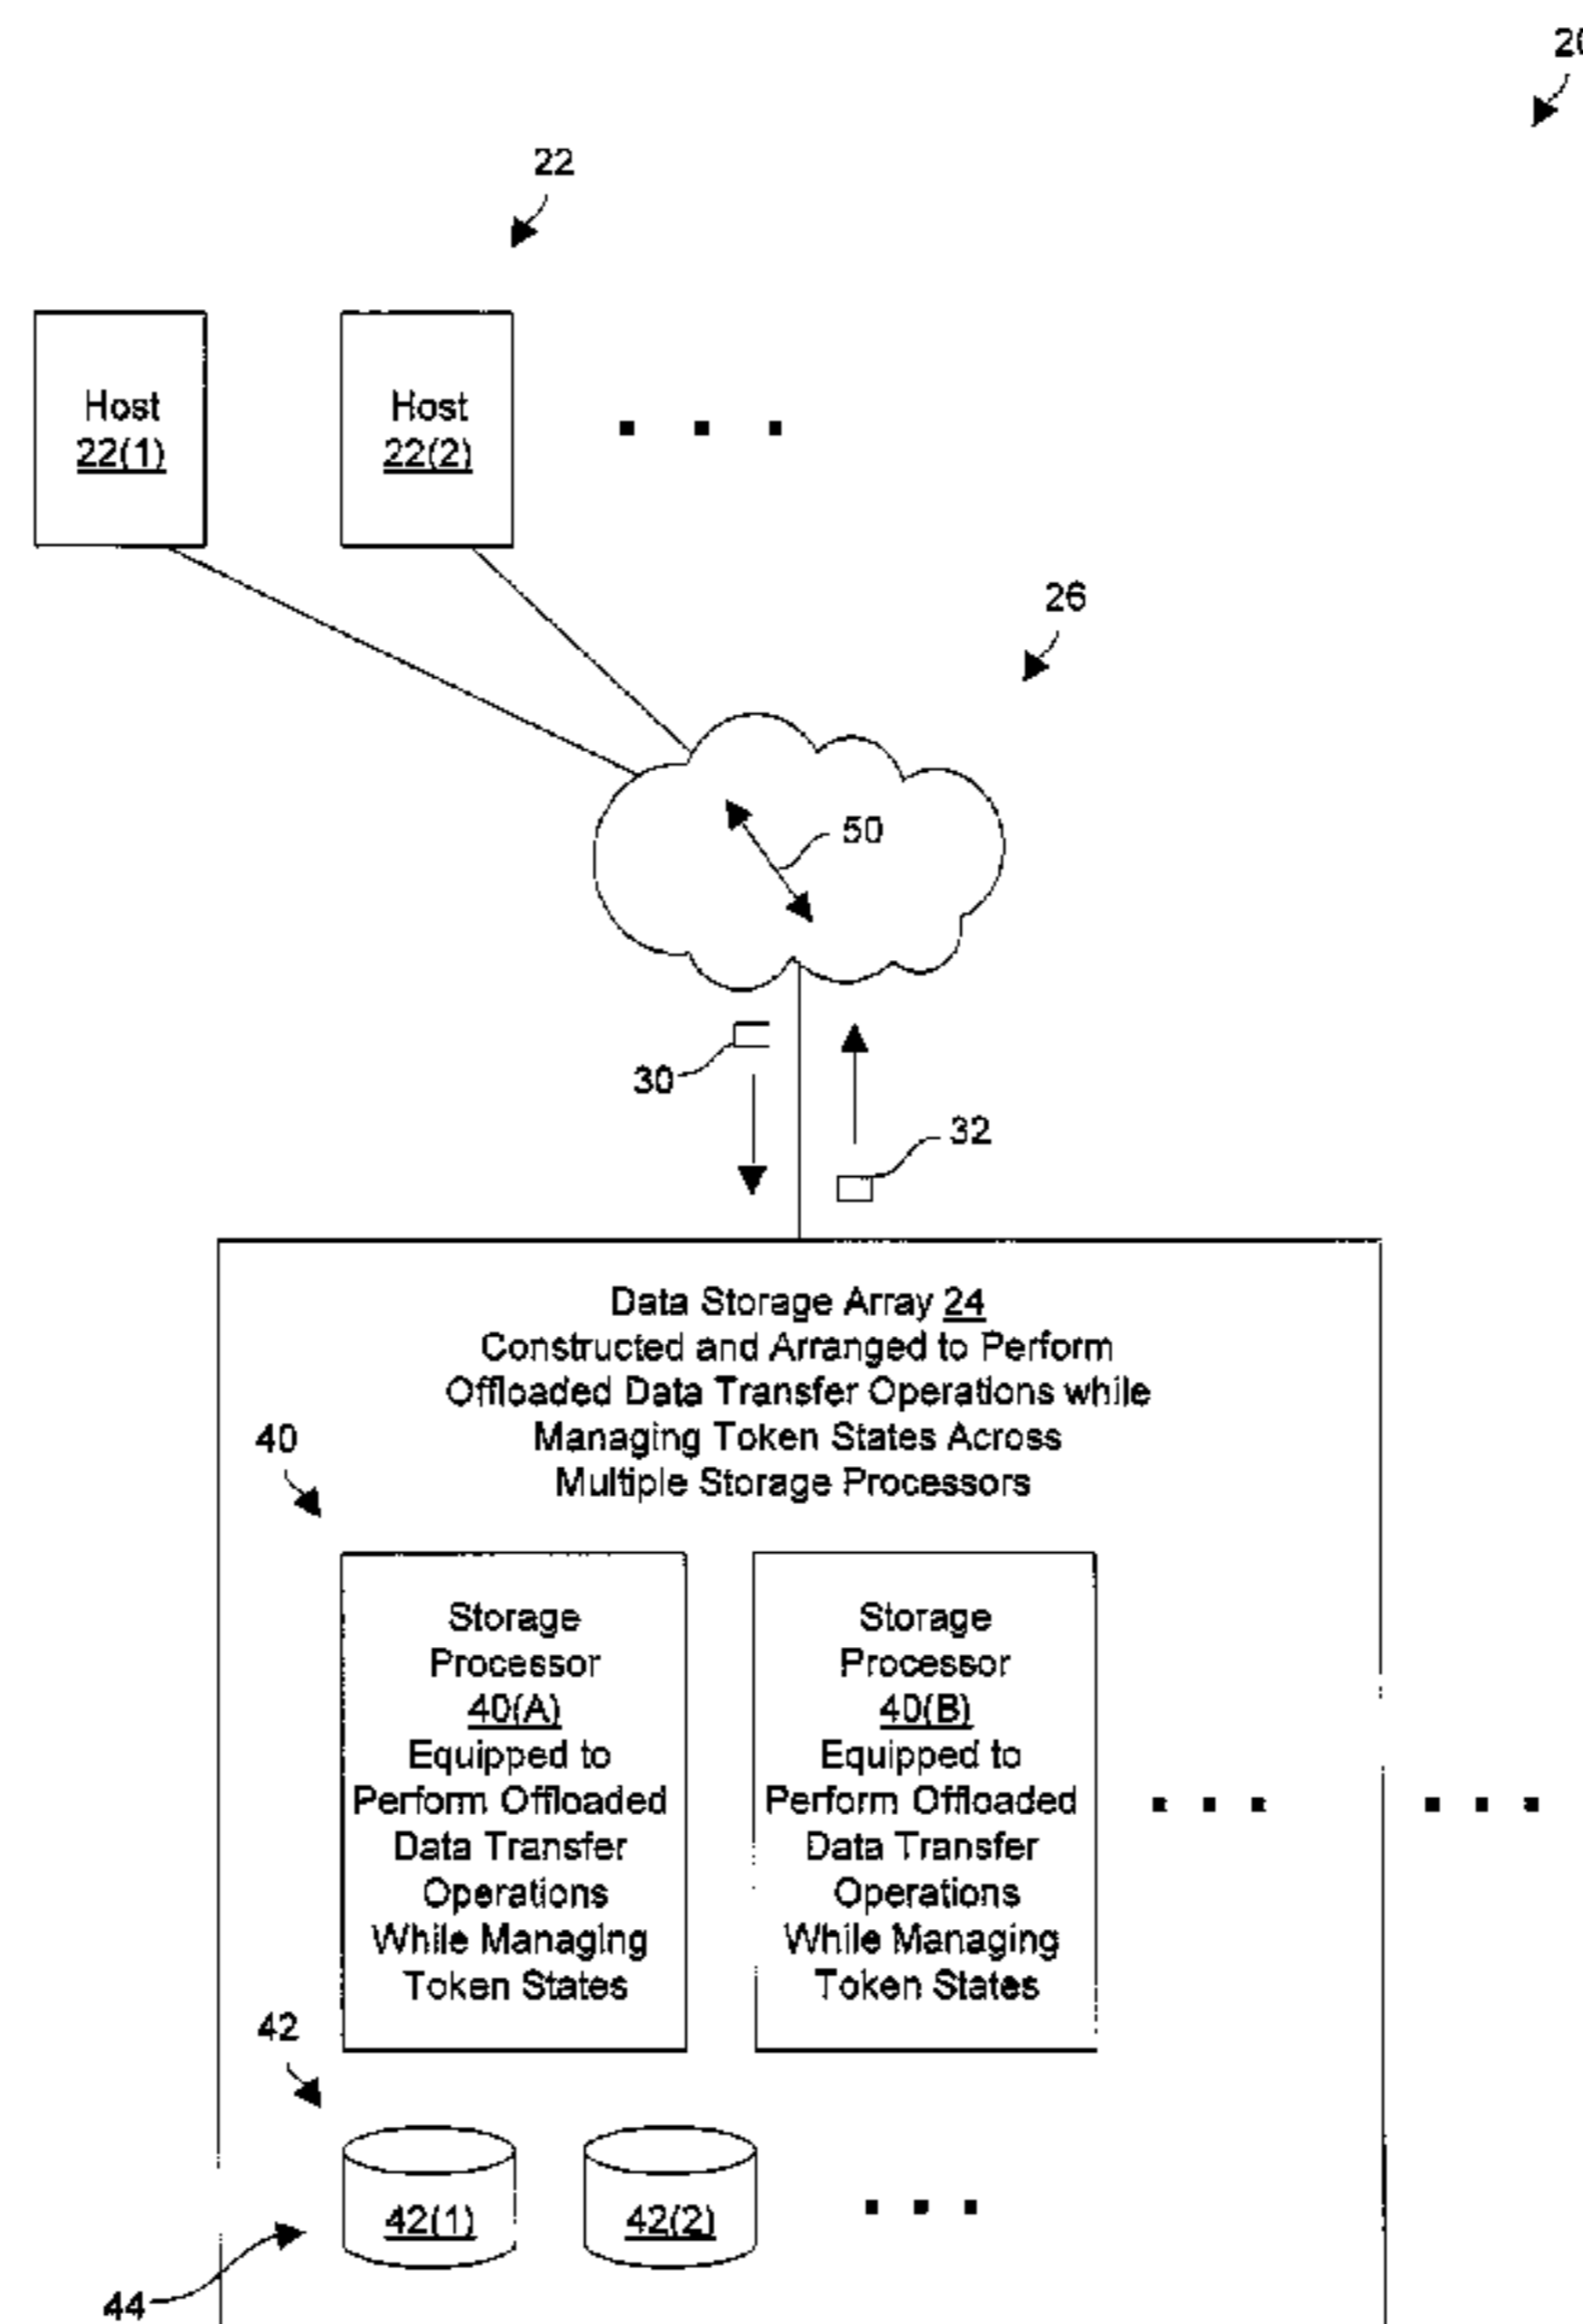 22
Host
22(1)
Host
22(2)
26
50
30
32
Data Storage Array 24
Constructed and Arranged to Perform
Offloaded Data Transfer Operations while
Managing Token States Across
Multiple Storage Processors
40
Storage
Processor
40(A)
Equipped to
Perform Offloaded
Data Transfer
Operations
While Managing
Token States
Storage
Processor
40(B)
Equipped to
Perform Offloaded
Data Transfer
Operations
While Managing
Token States
42
42(1)
42(2)
44